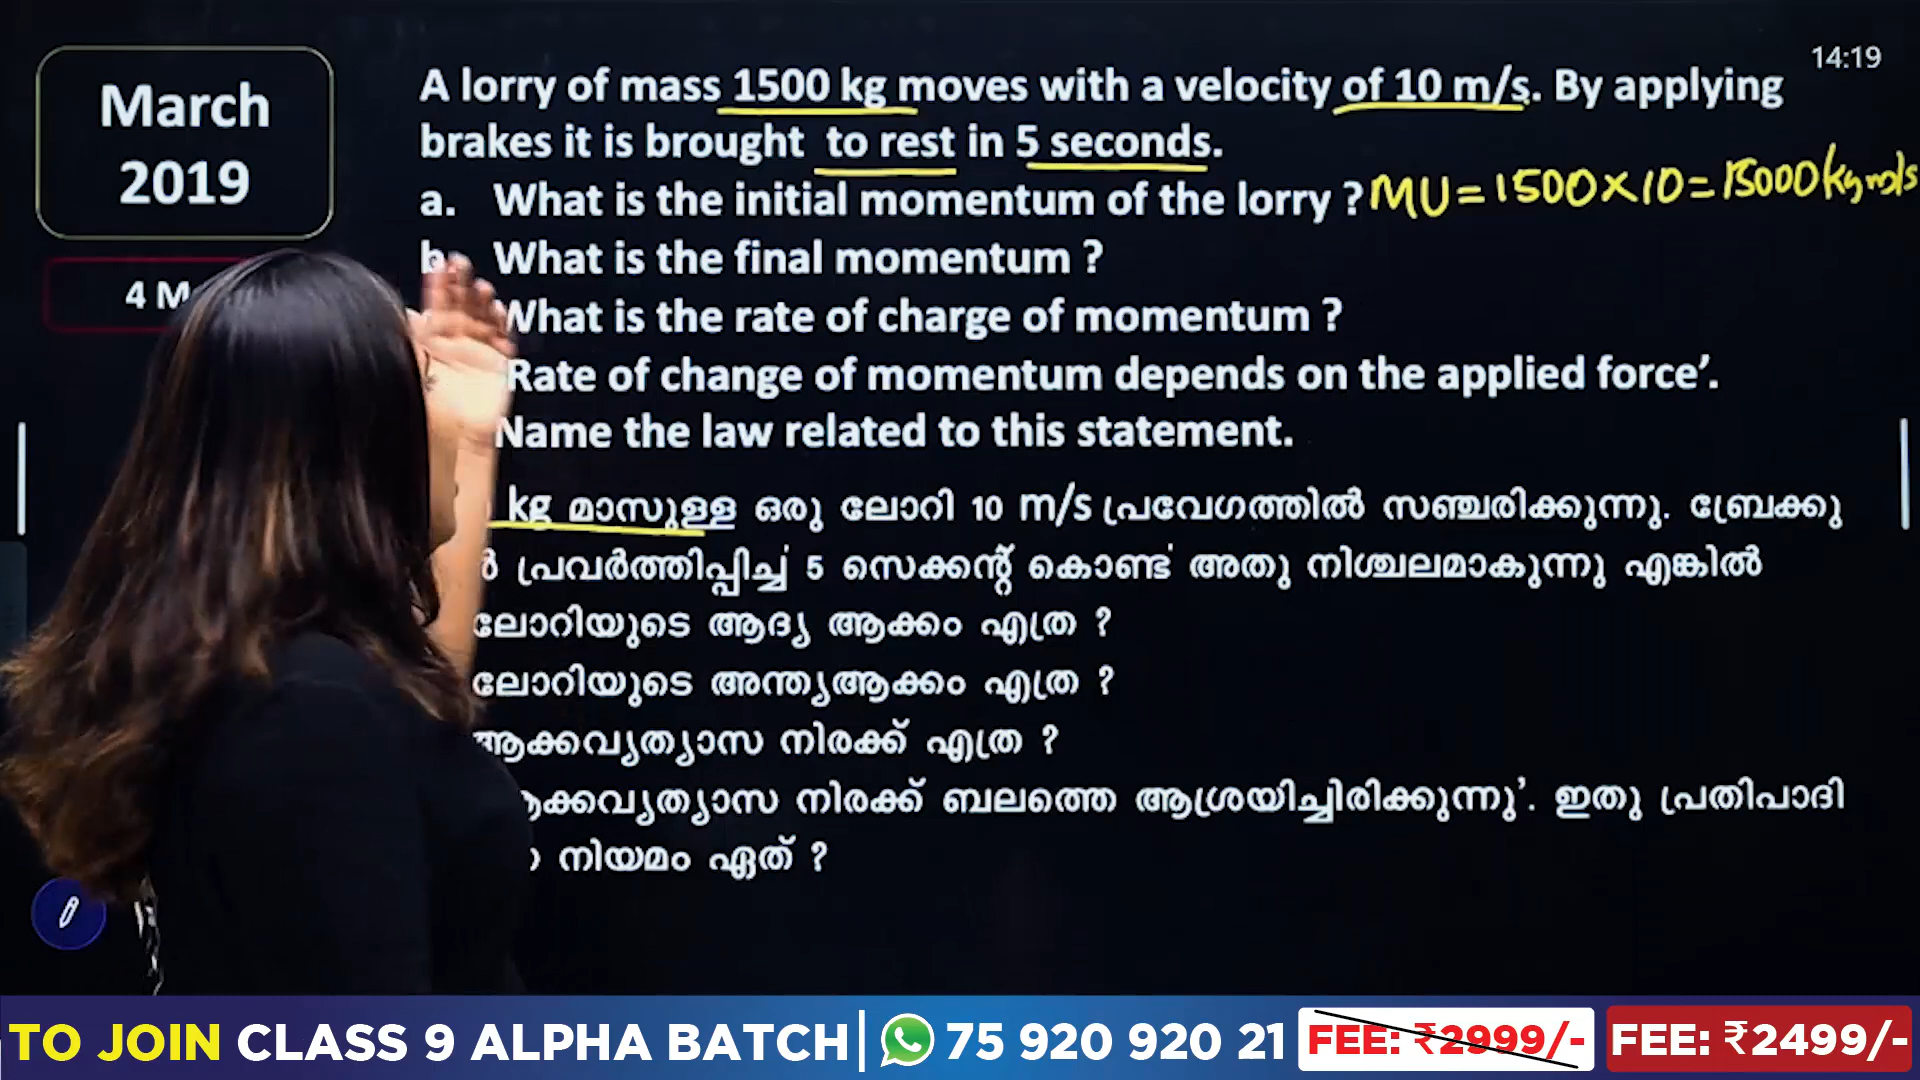 14:19
March
2019
A lorry of mass 1500 kg moves with a velocity of 10 m/s. By applying
brakes it is brought to rest in 5 seconds.
a. What is the initial momentum of the lorry ? MU = 1500 × 10 = 15000 kg m/s
b. What is the final momentum ?
What is the rate of charge of momentum ?
Rate of change of momentum depends on the applied force’.
Name the law related to this statement.
4 M
kg മാസുള്ള ഒരു ലോറി 10 m/s പ്രവേഗത്തിൽ സഞ്ചരിക്കുന്നു. ബ്രേക്കു
ൾ പ്രവർത്തിപ്പിച്ച് 5 സെക്കന്റ് കൊണ്ട് അതു നിശ്ചലമാകുന്നു എങ്കിൽ
ലോറിയുടെ ആദ്യ ആക്കം എത്ര ?
ലോറിയുടെ അന്ത്യആക്കം എത്ര ?
ആക്കവ്യത്യാസ നിരക്ക് എത്ര ?
ആക്കവ്യത്യാസ നിരക്ക് ബലത്തെ ആശ്രയിച്ചിരിക്കുന്നു’. ഇതു പ്രതിപാദി
നിയമം ഏത് ?
TO JOIN CLASS 9 ALPHA BATCH | 75 920 920 21 FEE: ₹2999/- FEE: ₹2499/-